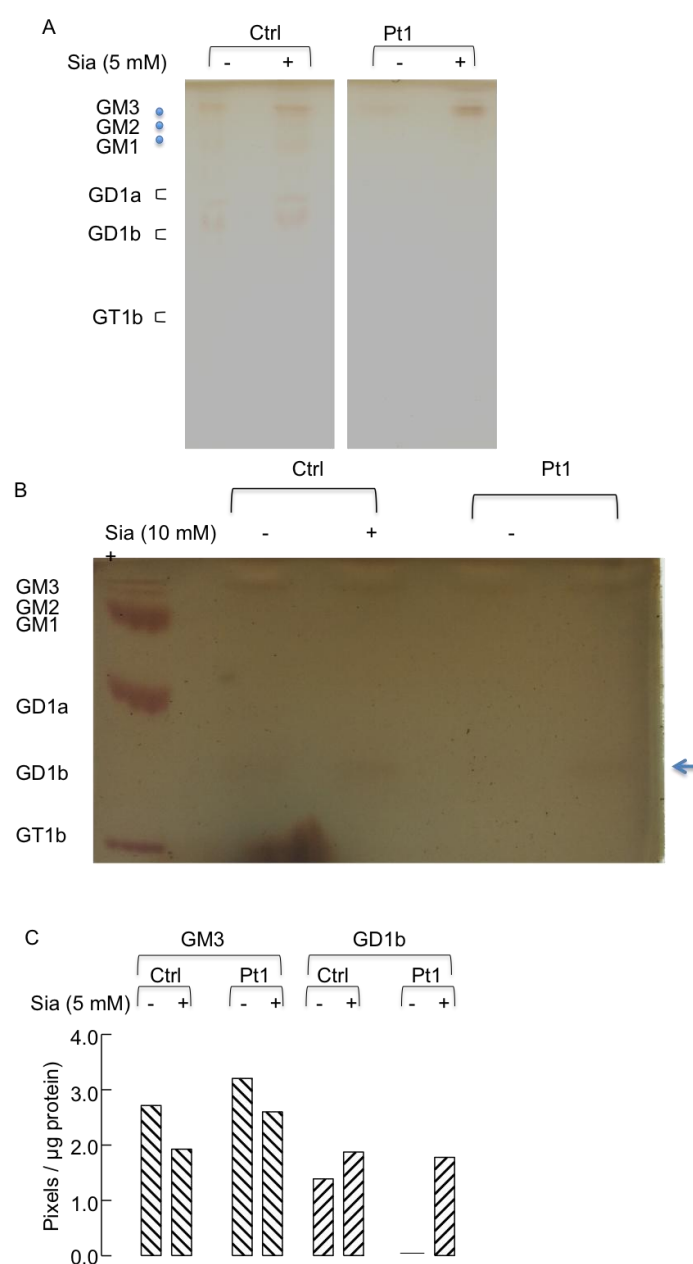 A
Ctrl Pt1
Sia (5 mM) - + - +
GM3
GM2
GM1
GD1a
GD1b
GT1b
B
Ctrl Pt1
Sia (10 mM) - + -
+
GM3
GM2
GM1
GD1a
GD1b
GT1b
C
GM3 GD1b
Ctrl Pt1 Ctrl Pt1
Sia (5 mM) - + - + - + - +
4.0
3.0
2.0
1.0
0.0
Pixels / µg protein)